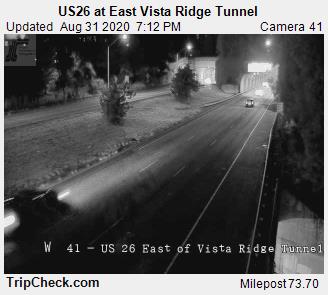 US26 at East Vista Ridge Tunnel
Updated Aug 31 2020 7:12 PM Camera 41
W 41 - US 26 East of Vista Ridge Tunnel
TripCheck.com Milepost 73.70